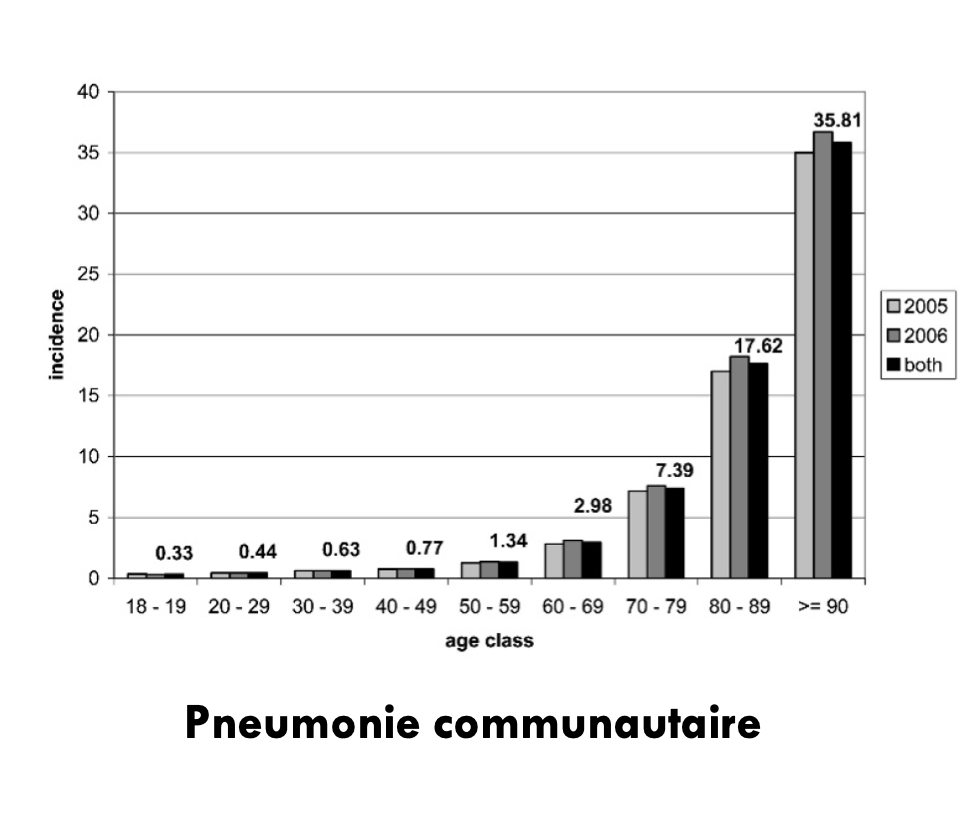 40
35
30
25
20
15
10
5
0
incidence
0.33
0.44
0.63
0.77
1.34
2.98
7.39
17.62
35.81
18 - 19
20 - 29
30 - 39
40 - 49
50 - 59
60 - 69
70 - 79
80 - 89
>= 90
age class
2005
2006
both
Pneumonie communautaire